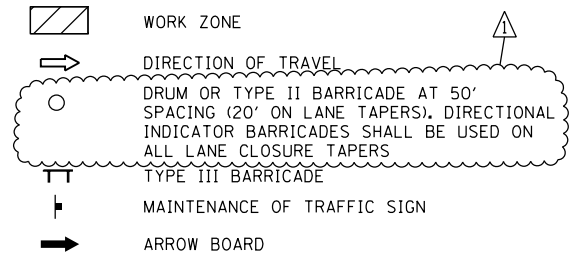 WORK ZONE
1
DIRECTION OF TRAVEL
DRUM OR TYPE II BARRICADE AT 50'
SPACING (20' ON LANE TAPERS). DIRECTIONAL
INDICATOR BARRICADES SHALL BE USED ON
ALL LANE CLOSURE TAPERS
TYPE III BARRICADE
MAINTENANCE OF TRAFFIC SIGN
ARROW BOARD